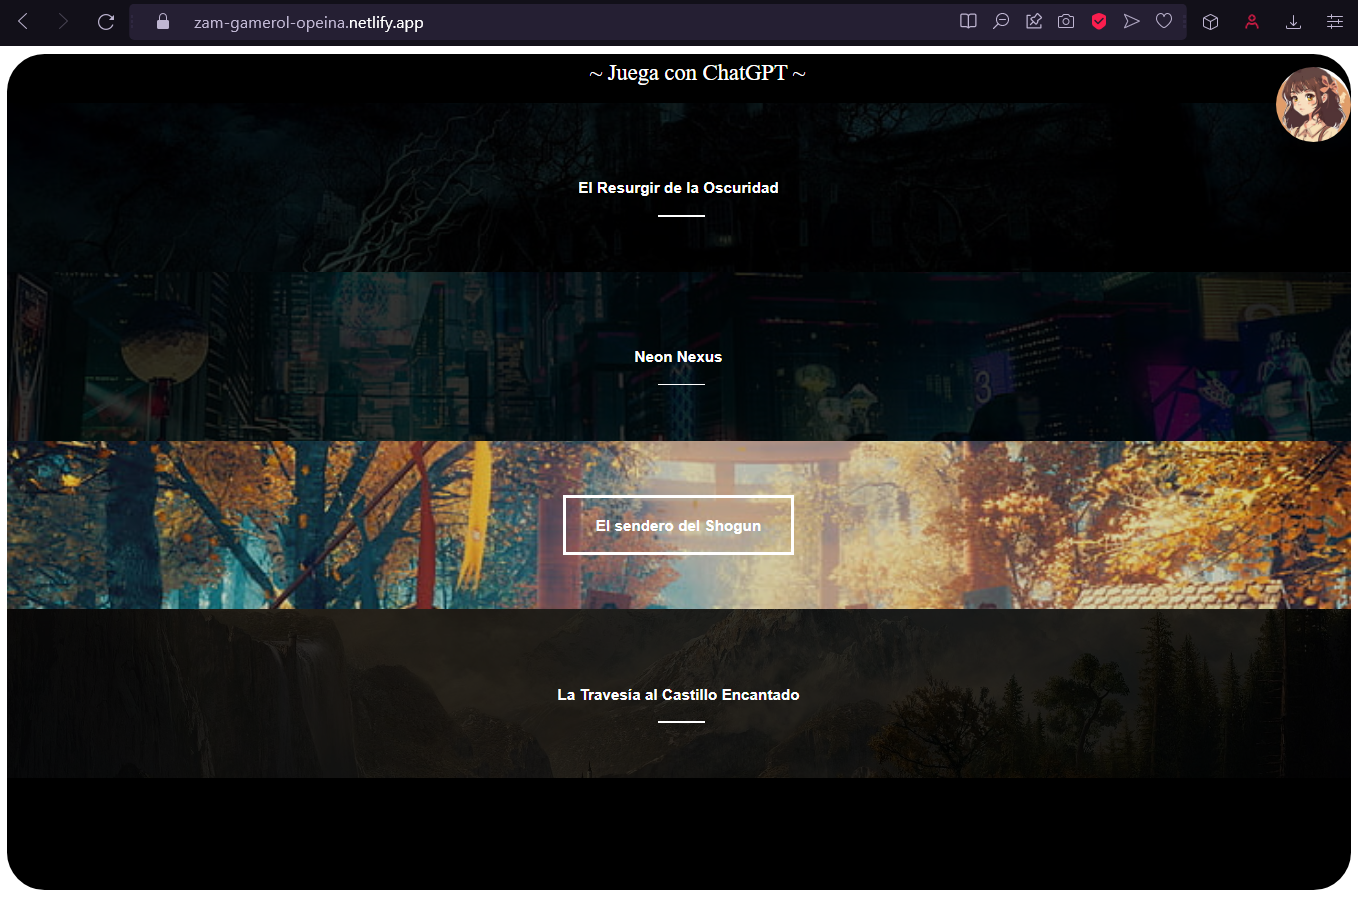 zam-gamerol-opeina.netlify.app
~ Juega con ChatGPT ~
El Resurgir de la Oscuridad
Neon Nexus
3
El sendero del Shogun
La Travesía al Castillo Encantado